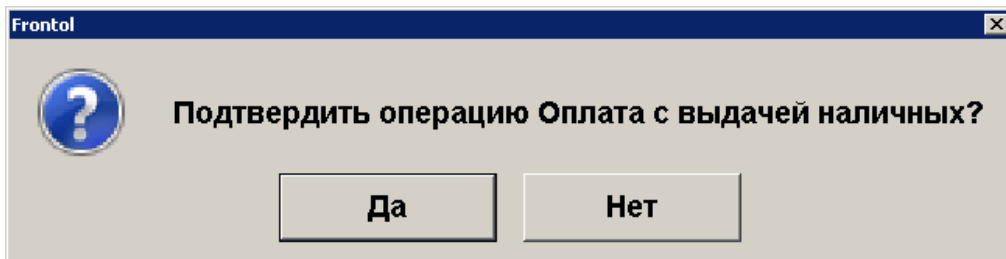 Frontol
Подтвердить операцию Оплата с выдачей наличных?
Да
Нет